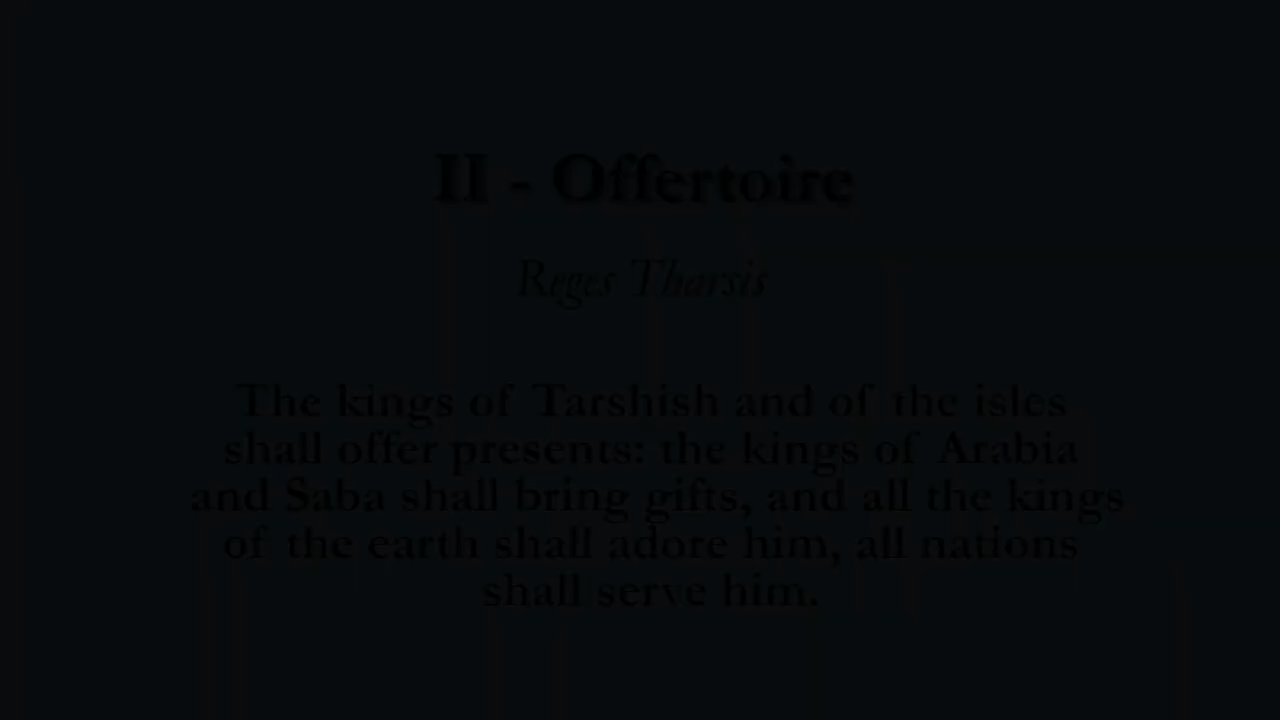 II - Offertoire
Reges Tharsis
The kings of Tarshish and of the isles
shall offer presents: the kings of Arabia
and Saba shall bring gifts, and all the kings
of the earth shall adore him, all nations
shall serve him.